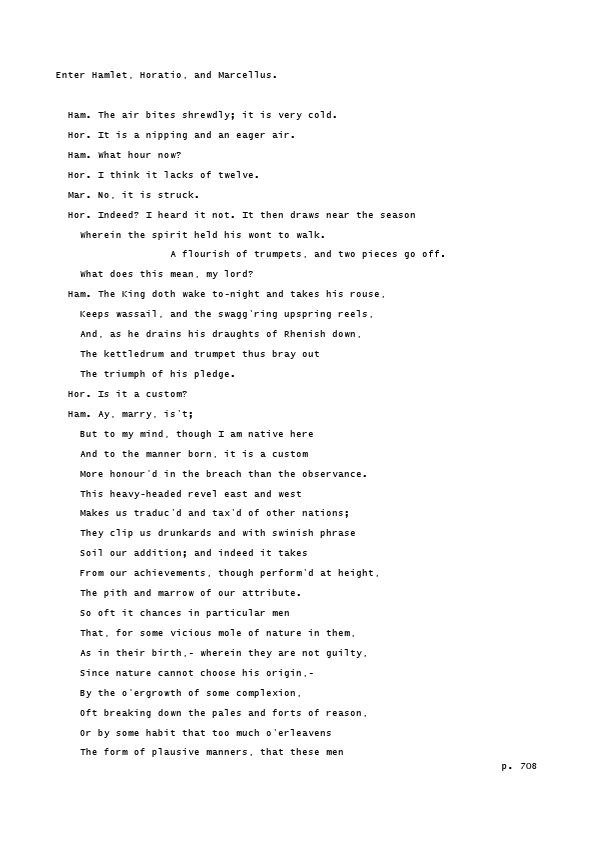 Enter Hamlet, Horatio, and Marcellus.
Ham. The air bites shrewdly; it is very cold.
Hor. It is a nipping and an eager air.
Ham. What hour now?
Hor. I think it lacks of twelve.
Mar. No, it is struck.
Hor. Indeed? I heard it not. It then draws near the season
Wherein the spirit held his wont to walk.
A flourish of trumpets, and two pieces go off.
What does this mean, my lord?
Ham. The King doth wake to-night and takes his rouse,
Keeps wassail, and the swagg'ring upspring reels,
And, as he drains his draughts of Rhenish down,
The kettledrum and trumpet thus bray out
The triumph of his pledge.
Hor. Is it a custom?
Ham. Ay, marry, is't;
But to my mind, though I am native here
And to the manner born, it is a custom
More honour'd in the breach than the observance.
This heavy-headed revel east and west
Makes us traduc'd and tax'd of other nations;
They clip us drunkards and with swinish phrase
Soil our addition; and indeed it takes
From our achievements, though perform'd at height,
The pith and marrow of our attribute.
So oft it chances in particular men
That, for some vicious mole of nature in them,
As in their birth,- wherein they are not guilty,
Since nature cannot choose his origin,-
By the o'ergrowth of some complexion,
Oft breaking down the pales and forts of reason,
Or by some habit that too much o'erleavens
The form of plausive manners, that these men
p. 708